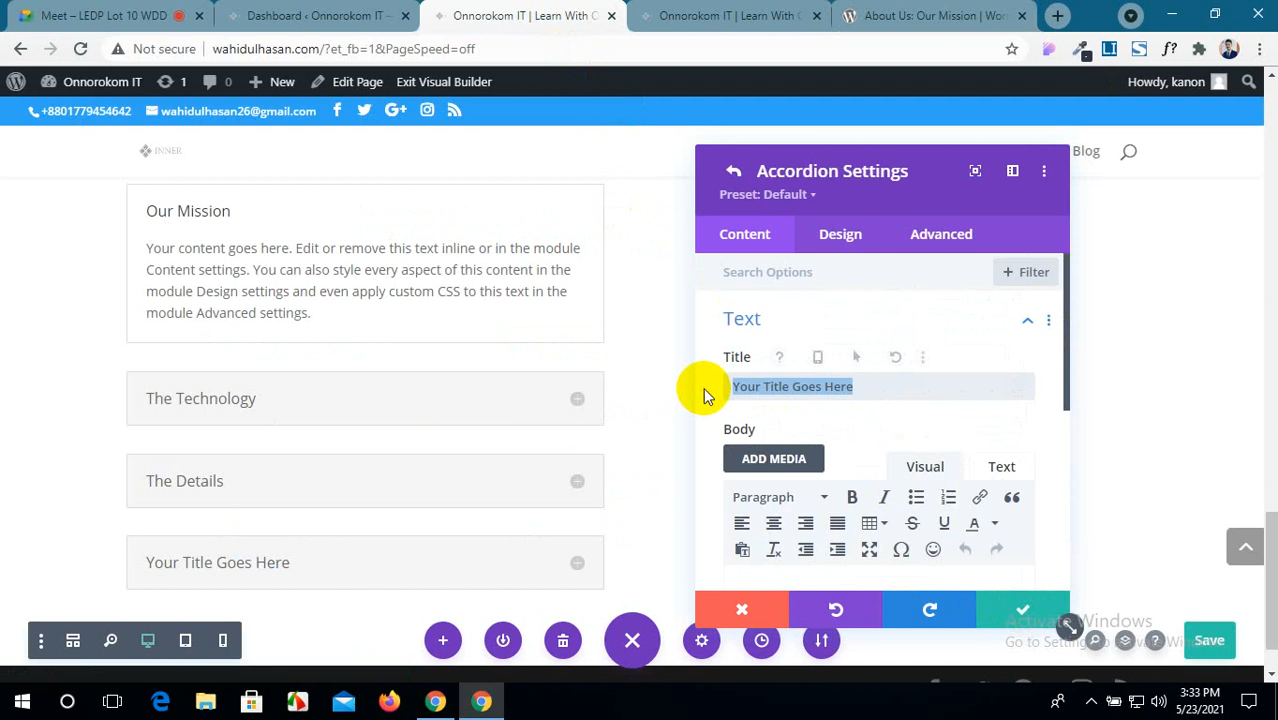 Meet – LEDP Lot 10 WDD
Dashboard ‹ Onnorokom IT —
Onnorokom IT | Learn With O
Onnorokom IT | Learn With O
About Us: Our Mission | Wor
Not secure
wahidulhasan.com/?et_fb=1&PageSpeed=off
Onnorokom IT
1
0
New
Edit Page
Exit Visual Builder
Howdy, kanon
+8801779454642
wahidulhasan26@gmail.com
INNER
Blog
Our Mission
Your content goes here. Edit or remove this text inline or in the module
Content settings. You can also style every aspect of this content in the
module Design settings and even apply custom CSS to this text in the
module Advanced settings.
The Technology
The Details
Your Title Goes Here
Accordion Settings
Preset: Default
Content
Design
Advanced
Search Options
+ Filter
Text
Title
Your Title Goes Here
Body
ADD MEDIA
Visual
Text
Paragraph
Activate Windows
Go to Settings to Activate Windows.
Save
3:33 PM
5/23/2021